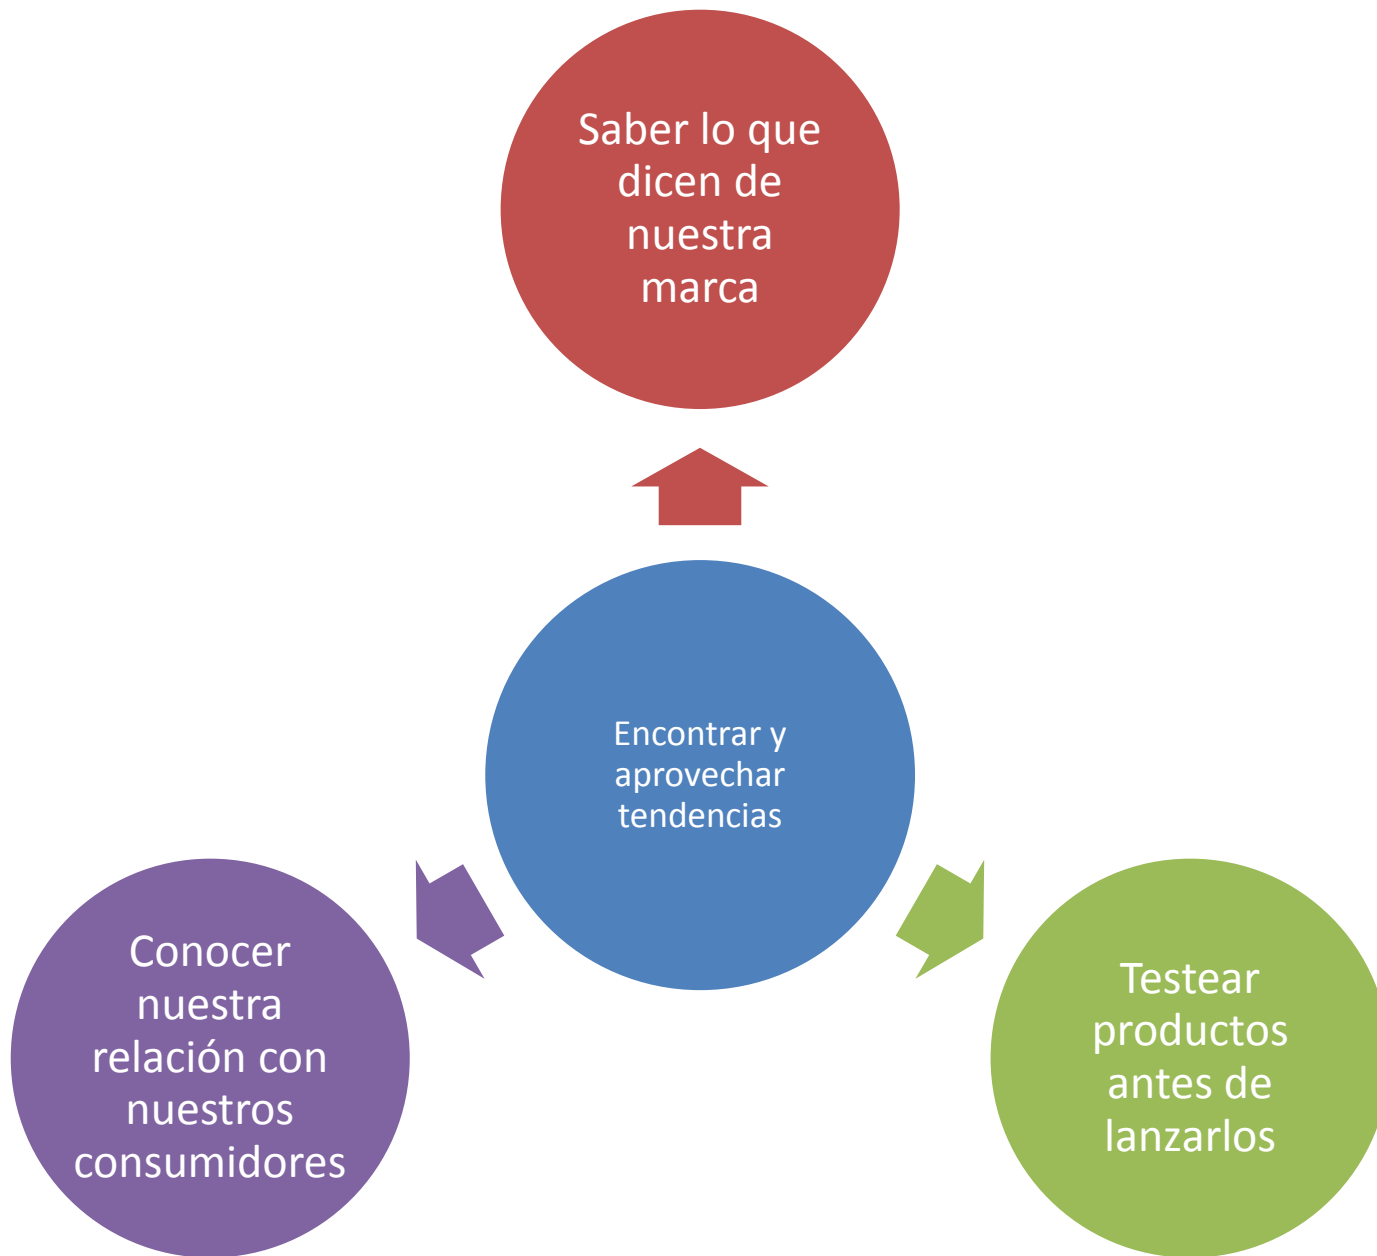 Saber lo que
dicen de
nuestra
marca
Encontrar y
aprovechar
tendencias
Conocer
nuestra
relación con
nuestros
consumidores
Testear
productos
antes de
lanzarlos